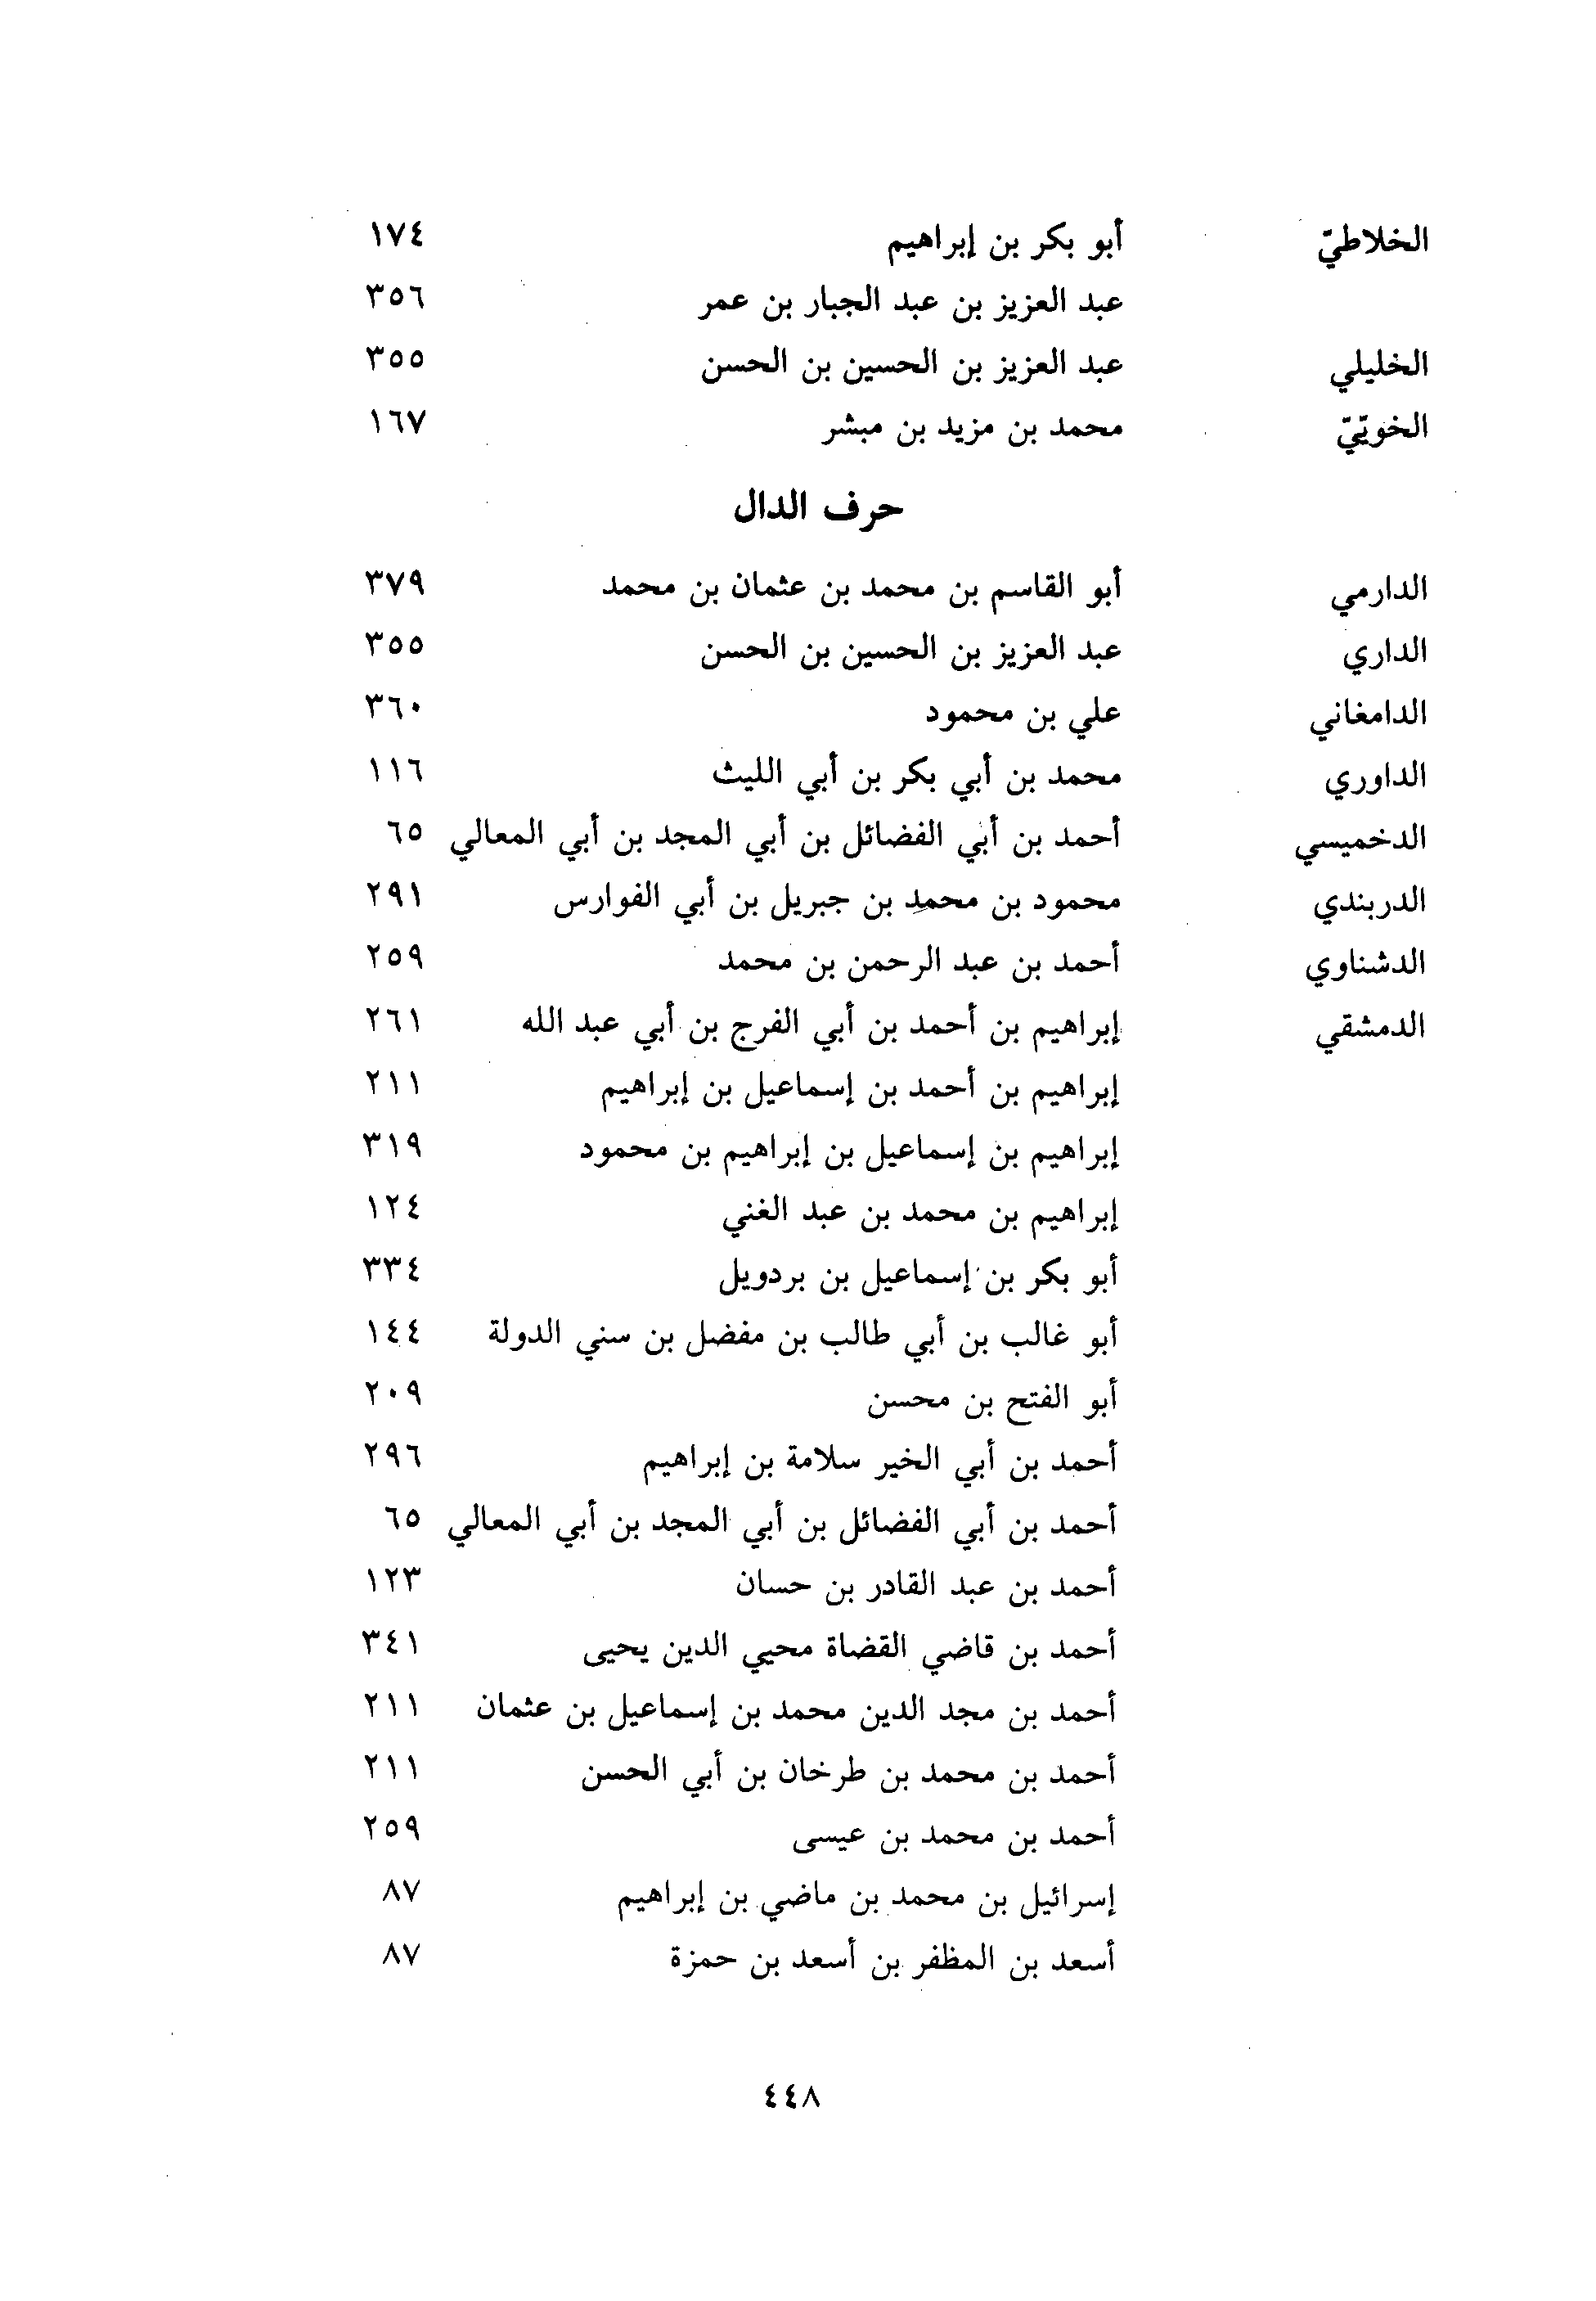 الخلاطيّ أبو بكر بن إبراهيم ١٧٤
عبد العزيز بن عبد الجبار بن عمر ٣٥٦
الخليلي عبد العزيز بن الحسين بن الحسن ٣٥٥
الخويّيّ محمد بن مزيد بن مبشر ١٦٧
حرف الدال
الدارمي أبو القاسم بن محمد بن عثمان بن محمد ٣٧٩
الداري عبد العزيز بن الحسين بن الحسن ٣٥٥
الدامغاني علي بن محمود ٣٦٠
الداوري محمد بن أبي بكر بن أبي الليث ١١٦
الدخميسي أحمد بن أبي الفضائل بن أبي المجد بن أبي المعالي ٦٥
الدربندي محمود بن محمد بن جبريل بن أبي الفوارس ٢٩١
الدشناوي أحمد بن عبد الرحمن بن محمد ٢٥٩
الدمشقي إبراهيم بن أحمد بن أبي الفرج بن أبي عبد الله ٢٦١
إبراهيم بن أحمد بن إسماعيل بن إبراهيم ٢١١
إبراهيم بن إسماعيل بن إبراهيم بن محمود ٣١٩
إبراهيم بن محمد بن عبد الغني ١٢٤
أبو بكر بن إسماعيل بن بردويل ٣٣٤
أبو غالب بن أبي طالب بن مفضل بن سني الدولة ١٤٤
أبو الفتح بن محسن ٢٠٩
أحمد بن أبي الخير سلامة بن إبراهيم ٢٩٦
أحمد بن أبي الفضائل بن أبي المجد بن أبي المعالي ٦٥
أحمد بن عبد القادر بن حسان ١٢٣
أحمد بن قاضي القضاة محيي الدين يحيى ٣٤١
أحمد بن مجد الدين محمد بن إسماعيل بن عثمان ٢١١
أحمد بن محمد بن طرخان بن أبي الحسن ٢١١
أحمد بن محمد بن عيسى ٢٥٩
إسرائيل بن محمد بن ماضي بن إبراهيم ٨٧
أسعد بن المظفر بن أسعد بن حمزة ٨٧
٤٤٨